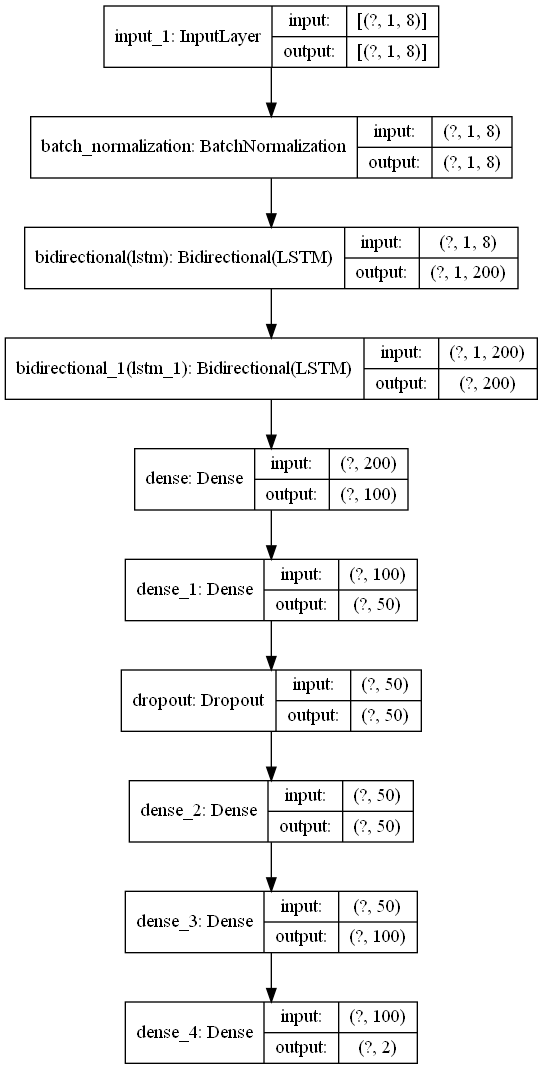 input_1: InputLayer
input: [(?, 1, 8)]
output: [(?, 1, 8)]
batch_normalization: BatchNormalization
input: (?, 1, 8)
output: (?, 1, 8)
bidirectional(lstm): Bidirectional(LSTM)
input: (?, 1, 8)
output: (?, 1, 200)
bidirectional_1(lstm_1): Bidirectional(LSTM)
input: (?, 1, 200)
output: (?, 200)
dense: Dense
input: (?, 200)
output: (?, 100)
dense_1: Dense
input: (?, 100)
output: (?, 50)
dropout: Dropout
input: (?, 50)
output: (?, 50)
dense_2: Dense
input: (?, 50)
output: (?, 50)
dense_3: Dense
input: (?, 50)
output: (?, 100)
dense_4: Dense
input: (?, 100)
output: (?, 2)